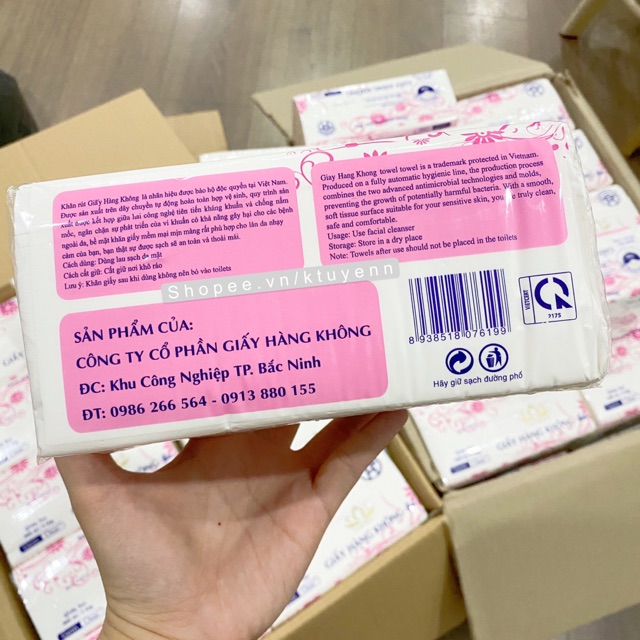 Khăn rút Giấy Hàng Không là nhãn hiệu được bảo hộ độc quyền tại Việt Nam.
Được sản xuất trên dây chuyền tự động hoàn toàn hợp vệ sinh, quy trình sản
xuất được kết hợp giữa hai công nghệ tiên tiến kháng khuẩn và chống nấm
mốc, ngăn chặn sự phát triển của vi khuẩn có khả năng gây hại cho các bệnh
ngoài da, bề mặt khăn giấy mềm mại mịn màng rất phù hợp cho làn da nhạy
cảm của bạn, bạn thật sự được sạch sẽ an toàn và thoải mái.
Cách dùng: Dùng lau sạch da mặt
Cách cất giữ: Cất giữ nơi khô ráo
Lưu ý: Khăn giấy sau khi dùng không nên bỏ vào toilets
Giay Hang Khong towel towel is a trademark protected in Vietnam.
Produced on a fully automatic hygienic line, the production process
combines the two advanced antimicrobial technologies and molds,
preventing the growth of potentially harmful bacteria. With a smooth
soft tissue surface suitable for your sensitive skin, you are truly clean,
safe and comfortable.
Usage: Use facial cleanser
Storage: Store in a dry place
Note: Towels after use should not be placed in the toilets
Shopee.vn/ktuyenn
SẢN PHẨM CỦA:
CÔNG TY CỔ PHẦN GIẤY HÀNG KHÔNG
ĐC: Khu Công Nghiệp TP. Bắc Ninh
ĐT: 0986 266 564 - 0913 880 155
8 938518 076199
VIETCERT
7175
Hãy giữ sạch đường phố
GIẤY HÀNG KHÔNG
GIẤY HÀNG KHÔNG